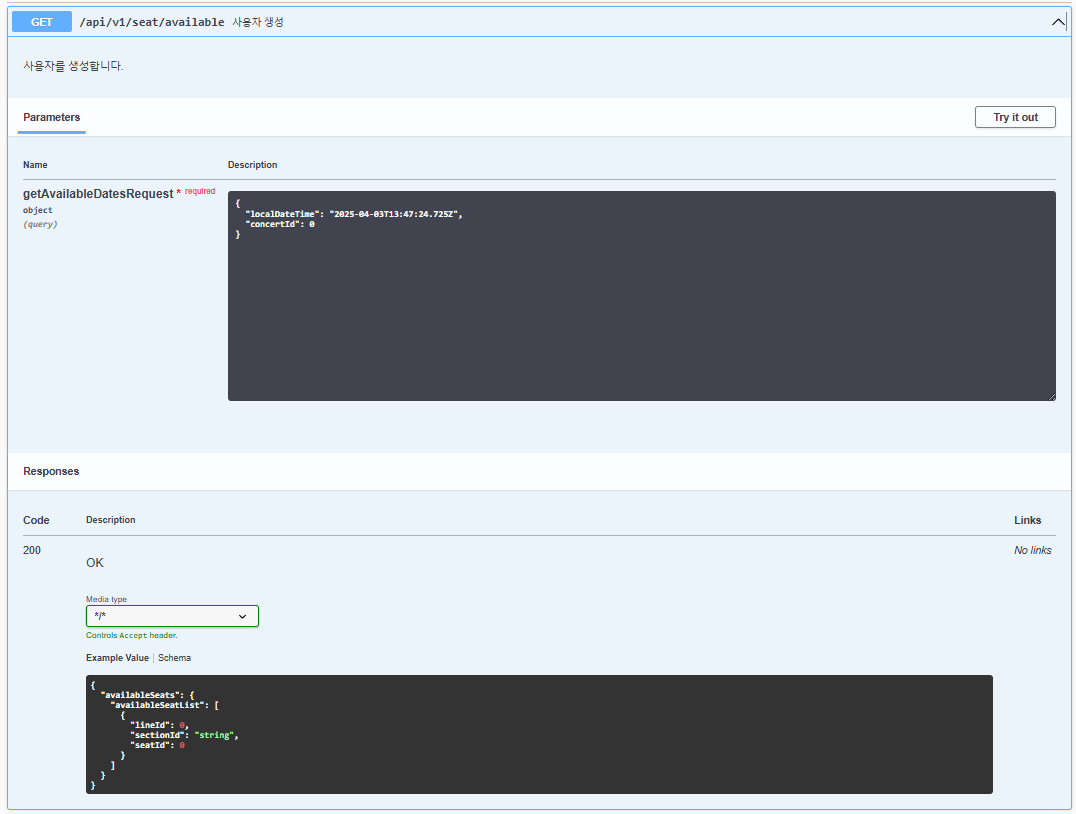 GET /api/v1/seat/available 사용자 생성
사용자를 생성합니다.
Parameters
Try it out
Name Description
getAvailableDatesRequest * required
object
(query)
{
"localDateTime": "2025-04-03T13:47:24.725Z",
"concertId": 0
}
Responses
Code Description Links
200 No links
OK
Media type
*/*
Controls Accept header.
Example Value Schema
{
"availableSeats": {
"availableSeatList": [
{
"lineId": 0,
"sectionId": "string",
"seatId": 0
}
]
}
}